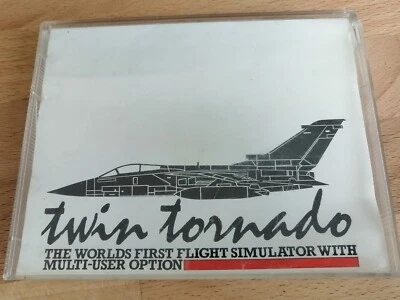 twin tornado
THE WORLDS FIRST FLIGHT SIMULATOR WITH
MULTI-USER OPTION